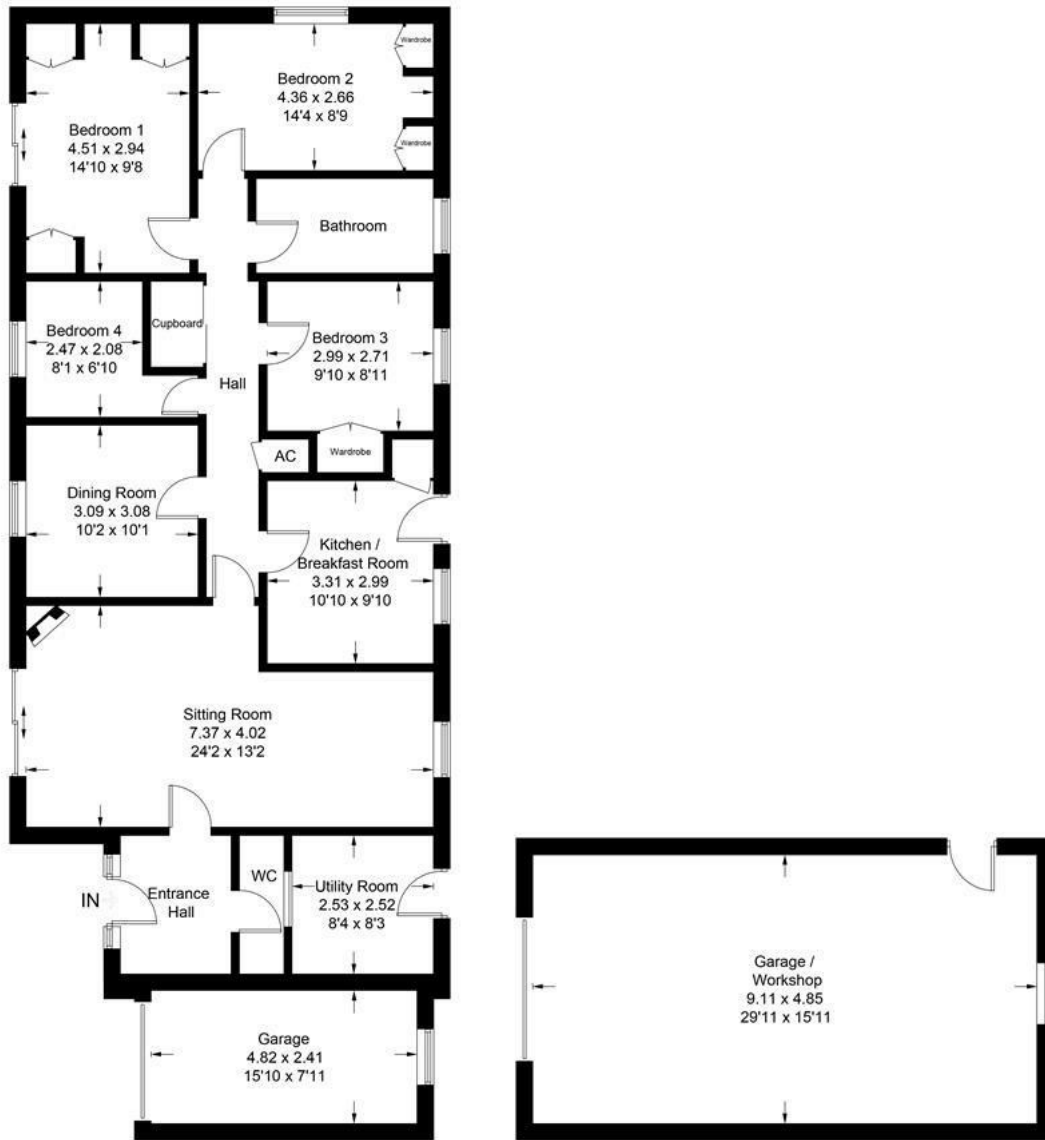 Wardrobe
Bedroom 2
4.36 x 2.66
14'4 x 8'9
Bedroom 1
4.51 x 2.94
14'10 x 9'8
Wardrobe
Bathroom
Cupboard
Bedroom 4
2.47 x 2.08
8'1 x 6'10
Bedroom 3
2.99 x 2.71
9'10 x 8'11
Hall
AC
Wardrobe
Dining Room
3.09 x 3.08
10'2 x 10'1
Kitchen /
Breakfast Room
3.31 x 2.99
10'10 x 9'10
Sitting Room
7.37 x 4.02
24'2 x 13'2
IN
Entrance
Hall
WC
Utility Room
2.53 x 2.52
8'4 x 8'3
Garage
4.82 x 2.41
15'10 x 7'11
Garage /
Workshop
9.11 x 4.85
29'11 x 15'11